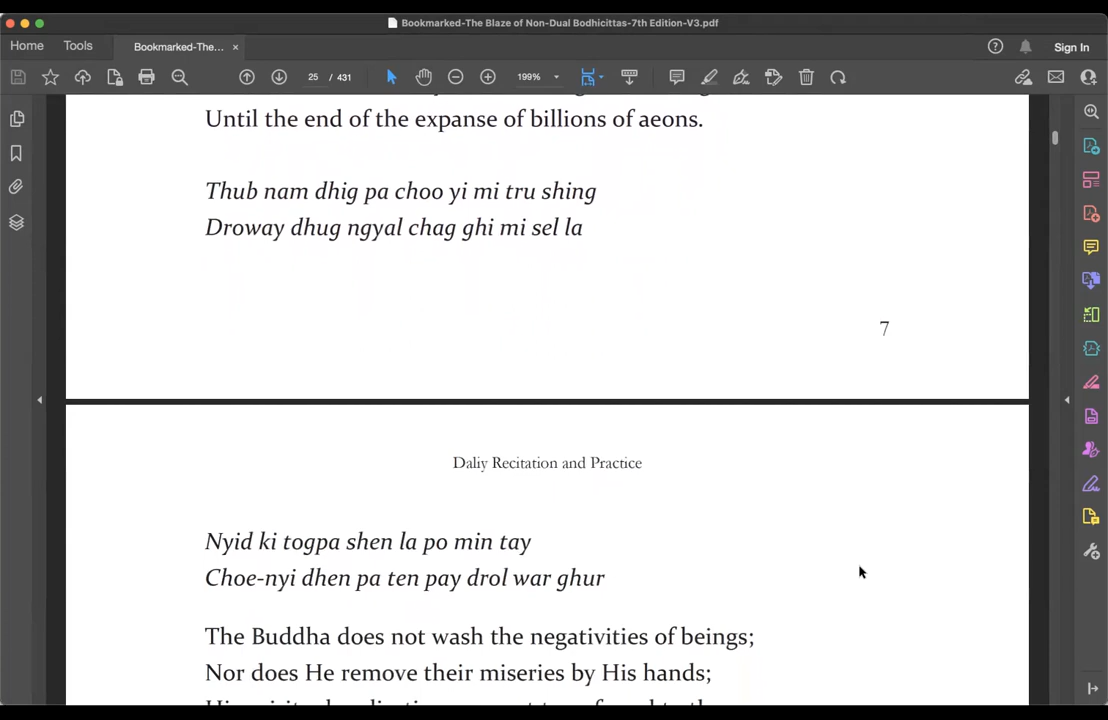 Bookmarked-The Blaze of Non-Dual Bodhicittas-7th Edition-V3.pdf
Home
Tools
Bookmarked-The...
Sign In
25 / 431
199%
Until the end of the expanse of billions of aeons.
Thub nam dhig pa choo yi mi tru shing
Droway dhug ngyal chag ghi mi sel la
7
Daliy Recitation and Practice
Nyid ki togpa shen la po min tay
Choe-nyi dhen pa ten pay drol war ghur
The Buddha does not wash the negativities of beings;
Nor does He remove their miseries by His hands;